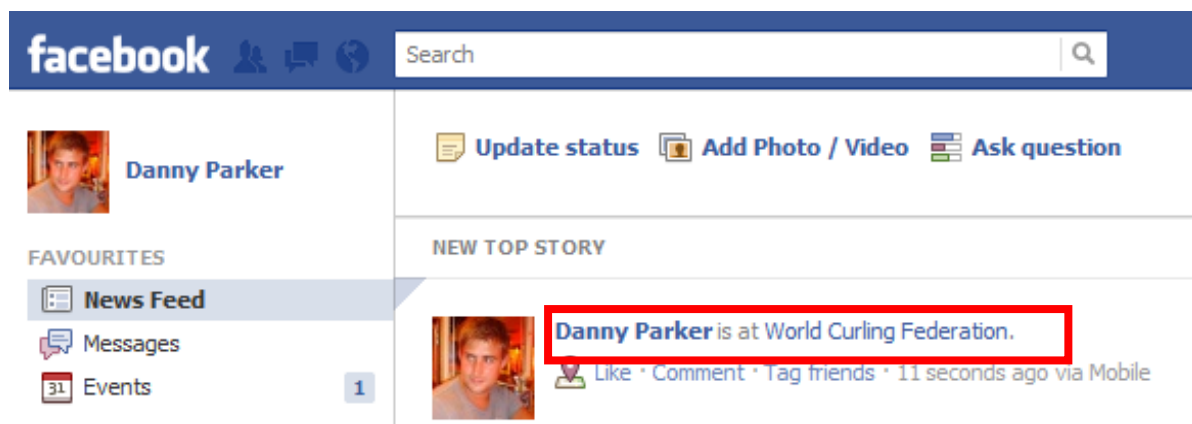 facebook
Search
Danny Parker
Update status Add Photo / Video Ask question
FAVOURITES
News Feed
Messages
31 Events 1
NEW TOP STORY
Danny Parker is at World Curling Federation.
Like · Comment · Tag friends · 11 seconds ago via Mobile